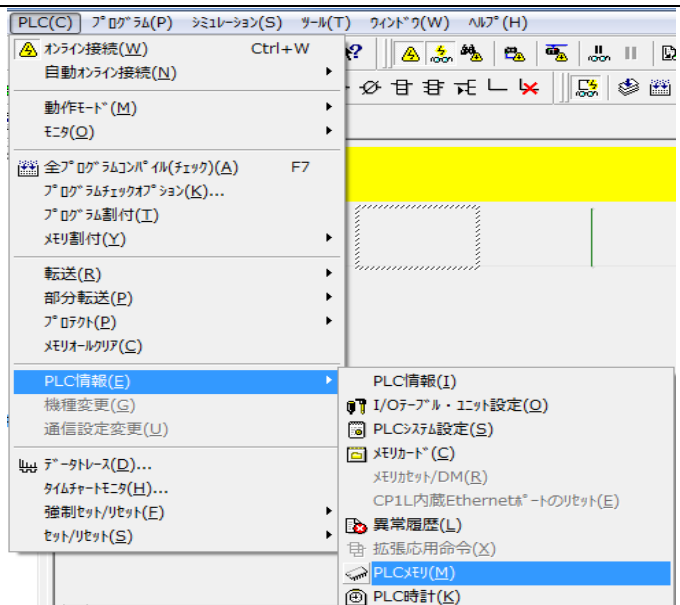 PLC(C) ﾌﾟﾛｸﾞﾗﾑ(P) ｼﾐｭﾚｰｼｮﾝ(S) ﾂｰﾙ(T) ｳｨﾝﾄﾞｳ(W) ﾍﾙﾌﾟ(H)
ｵﾝﾗｲﾝ接続(W) Ctrl+W
自動ｵﾝﾗｲﾝ接続(N)
動作ﾓｰﾄﾞ(M)
ﾓﾆﾀ(O)
全ﾌﾟﾛｸﾞﾗﾑｺﾝﾊﾟｲﾙ(ﾁｪｯｸ)(A) F7
ﾌﾟﾛｸﾞﾗﾑﾁｪｯｸｵﾌﾟｼｮﾝ(K)...
ﾌﾟﾛｸﾞﾗﾑ割付(T)
ﾒﾓﾘ割付(Y)
転送(R)
部分転送(P)
ﾌﾟﾛﾃｸﾄ(P)
ﾒﾓﾘｵｰﾙｸﾘｱ(C)
PLC情報(E)
機種変更(G)
通信設定変更(U)
ﾃﾞｰﾀﾄﾚｰｽ(D)...
ﾀｲﾑﾁｬｰﾄﾓﾆﾀ(H)...
強制ｾｯﾄ/ﾘｾｯﾄ(F)
ｾｯﾄ/ﾘｾｯﾄ(S)
PLC情報(I)
I/Oﾃｰﾌﾞﾙ・ﾕﾆｯﾄ設定(O)
PLCｼｽﾃﾑ設定(S)
ﾒﾓﾘｶｰﾄﾞ(C)
ﾒﾓﾘｶｾｯﾄ/DM(R)
CP1L内蔵Ethernetﾎﾟｰﾄのﾘｾｯﾄ(E)
異常履歴(L)
拡張応用命令(X)
PLCﾒﾓﾘ(M)
PLC時計(K)